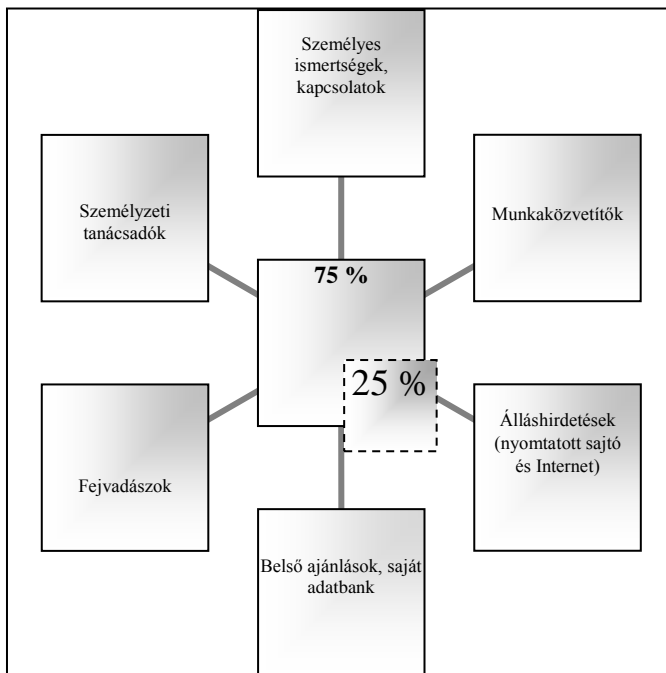 Személyes
ismertségek,
kapcsolatok
Személyzeti
tanácsadók
Munkaközvetítők
75 %
25 %
Fejvadászok
Álláshirdetések
(nyomtatott sajtó
és Internet)
Belső ajánlások, saját
adatbank